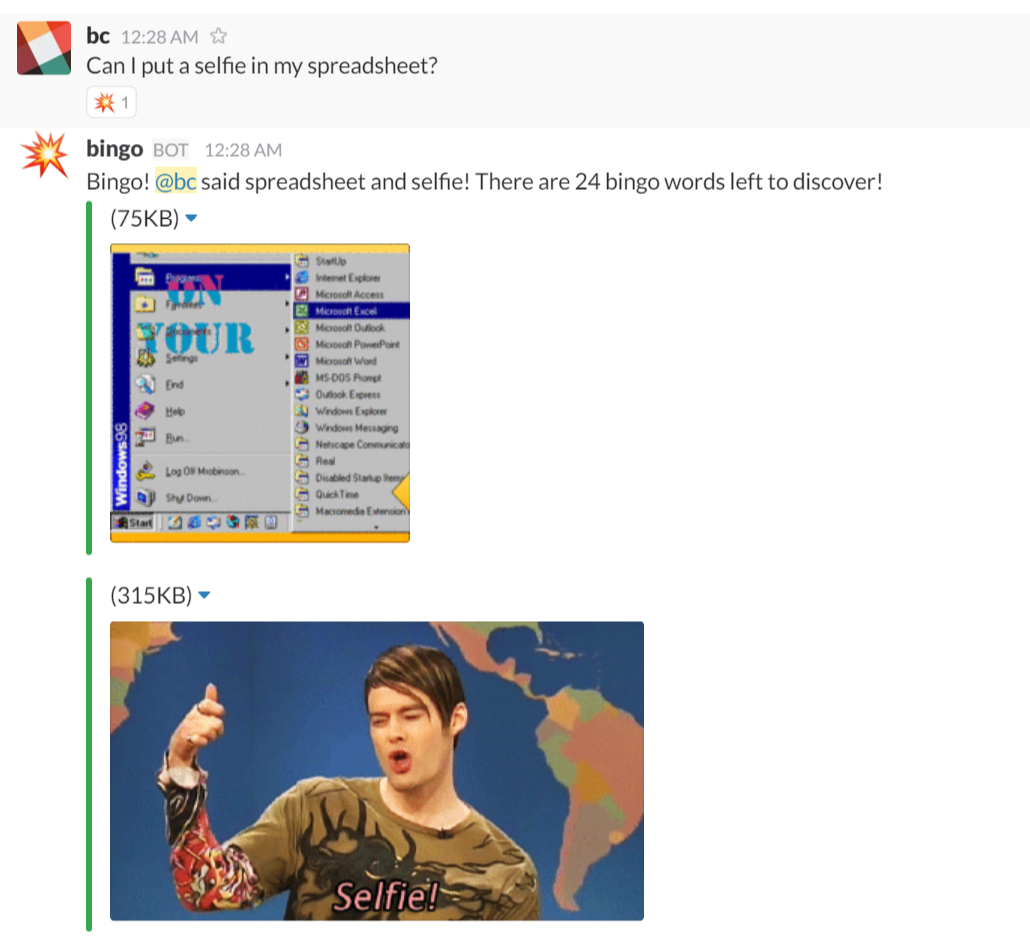 bc 12:28 AM
Can I put a selfie in my spreadsheet?
1
bingo BOT 12:28 AM
Bingo! @bc said spreadsheet and selfie! There are 24 bingo words left to discover!
(75KB)
Programs
ON
Favorites
YOUR
Documents
Settings
Find
Help
Run...
Log Off Mrobinson...
Shut Down...
Windows98
Start
StartUp
Internet Explorer
Microsoft Access
Microsoft Excel
Microsoft Outlook
Microsoft PowerPoint
Microsoft Word
MS-DOS Prompt
Outlook Express
Windows Explorer
Windows Messaging
Netscape Communicato
Real
Disabled Startup Items
QuickTime
Macromedia Extension
(315KB)
Selfie!